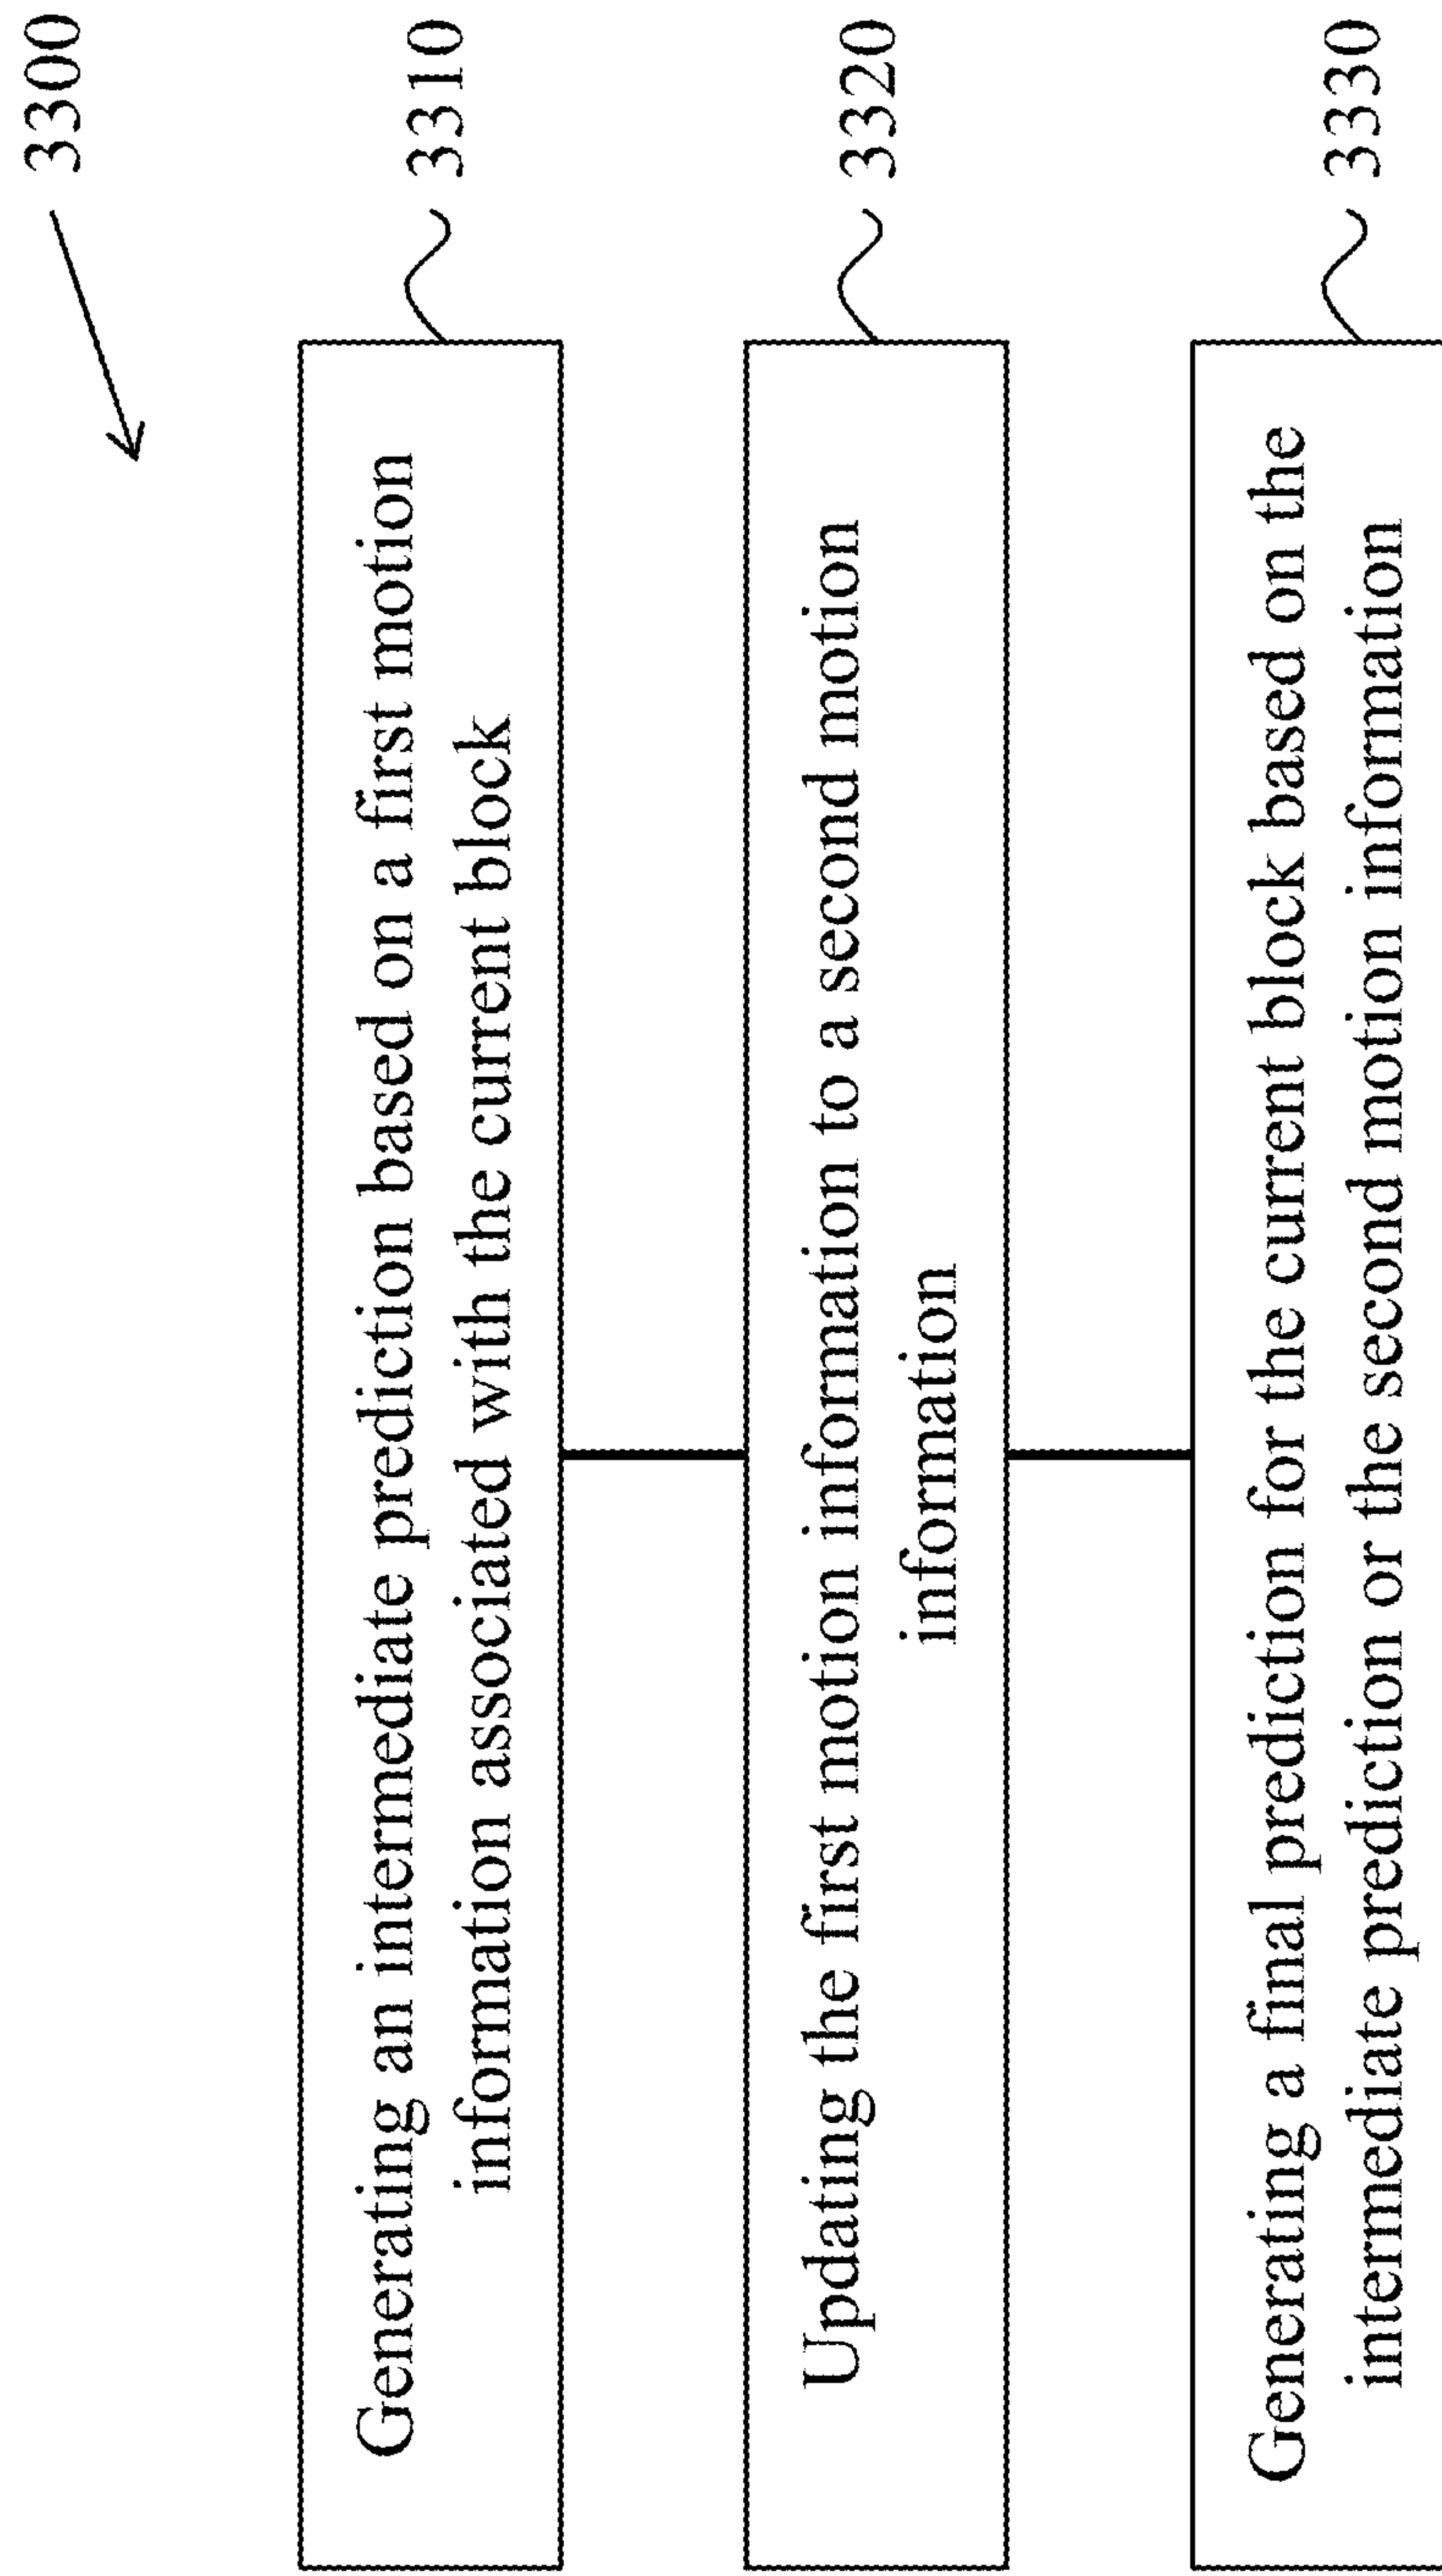 3300
Generating an intermediate prediction based on a first motion
information associated with the current block
3310
Updating the first motion information to a second motion
information
3320
Generating a final prediction for the current block based on the
intermediate prediction or the second motion information
3330